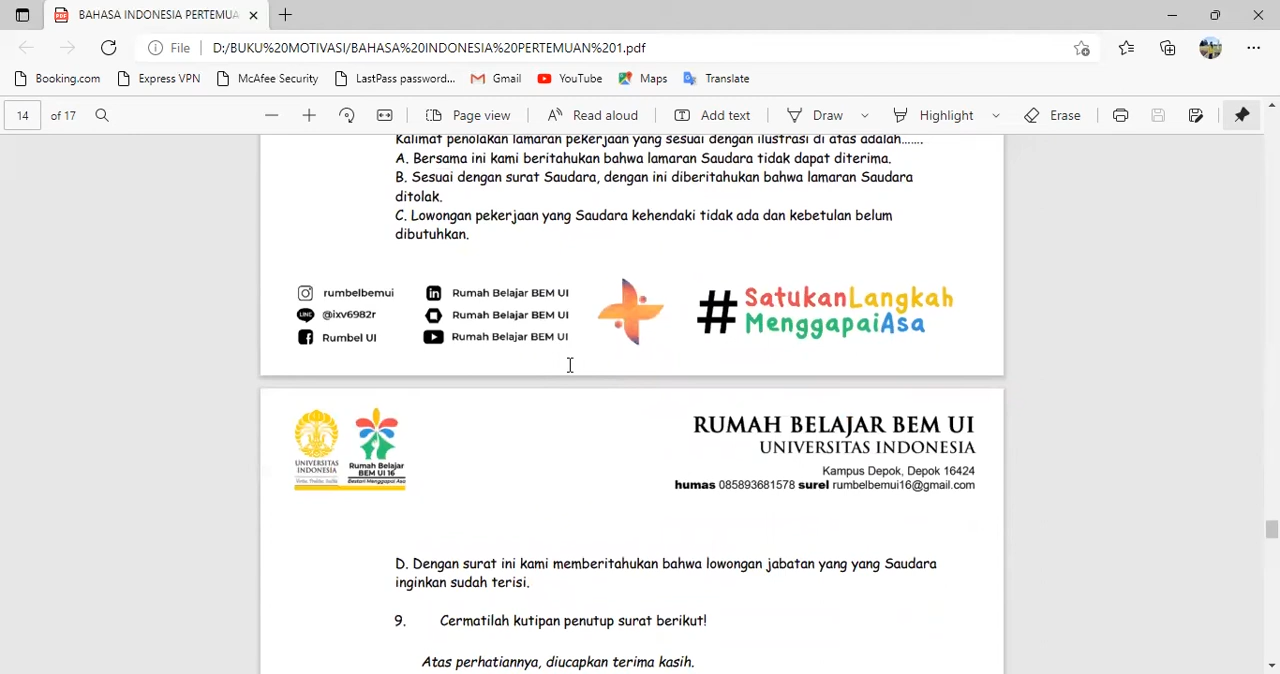 BAHASA INDONESIA PERTEMUA
File
D:/BUKU%20MOTIVASI/BAHASA%20INDONESIA%20PERTEMUAN%201.pdf
Booking.com Express VPN McAfee Security LastPass password... Gmail YouTube Maps Translate
14 of 17 Page view Read aloud Add text Draw Highlight Erase
Kalimat penolakan lamaran pekerjaan yang sesuai dengan ilustrasi di atas adalah.......
A. Bersama ini kami beritahukan bahwa lamaran Saudara tidak dapat diterima.
B. Sesuai dengan surat Saudara, dengan ini diberitahukan bahwa lamaran Saudara
ditolak.
C. Lowongan pekerjaan yang Saudara kehendaki tidak ada dan kebetulan belum
dibutuhkan.
rumbelbemui
@ixv6982r
Rumbel UI
Rumah Belajar BEM UI
Rumah Belajar BEM UI
Rumah Belajar BEM UI
#SatukanLangkah
MenggapaiAsa
UNIVERSITAS
INDONESIA
Rumah Belajar
BEM UI 16
RUMAH BELAJAR BEM UI
UNIVERSITAS INDONESIA
Kampus Depok, Depok 16424
humas 085893681578 surel rumbelbemui16@gmail.com
D. Dengan surat ini kami memberitahukan bahwa lowongan jabatan yang yang Saudara
inginkan sudah terisi.
9. Cermatilah kutipan penutup surat berikut!
Atas perhatiannya, diucapkan terima kasih.